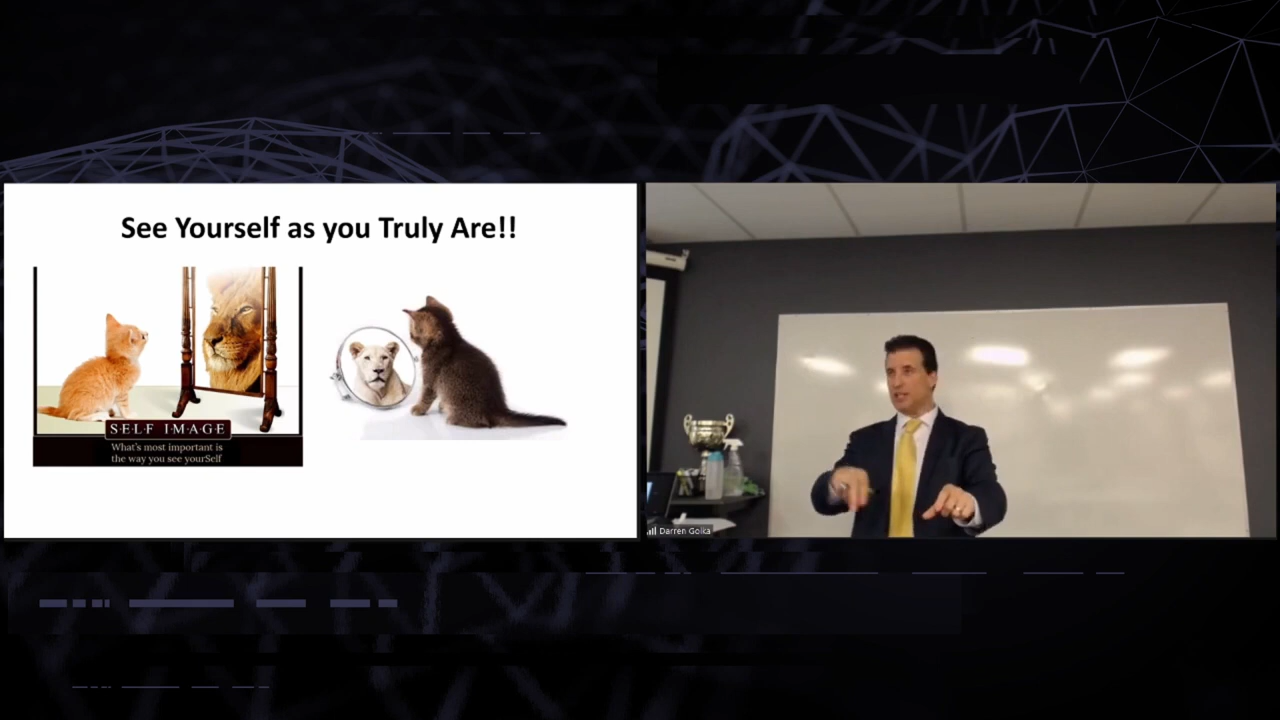 See Yourself as you Truly Are!!
SELF IMAGE
What's most important is
the way you see yourSelf
Darren Golka